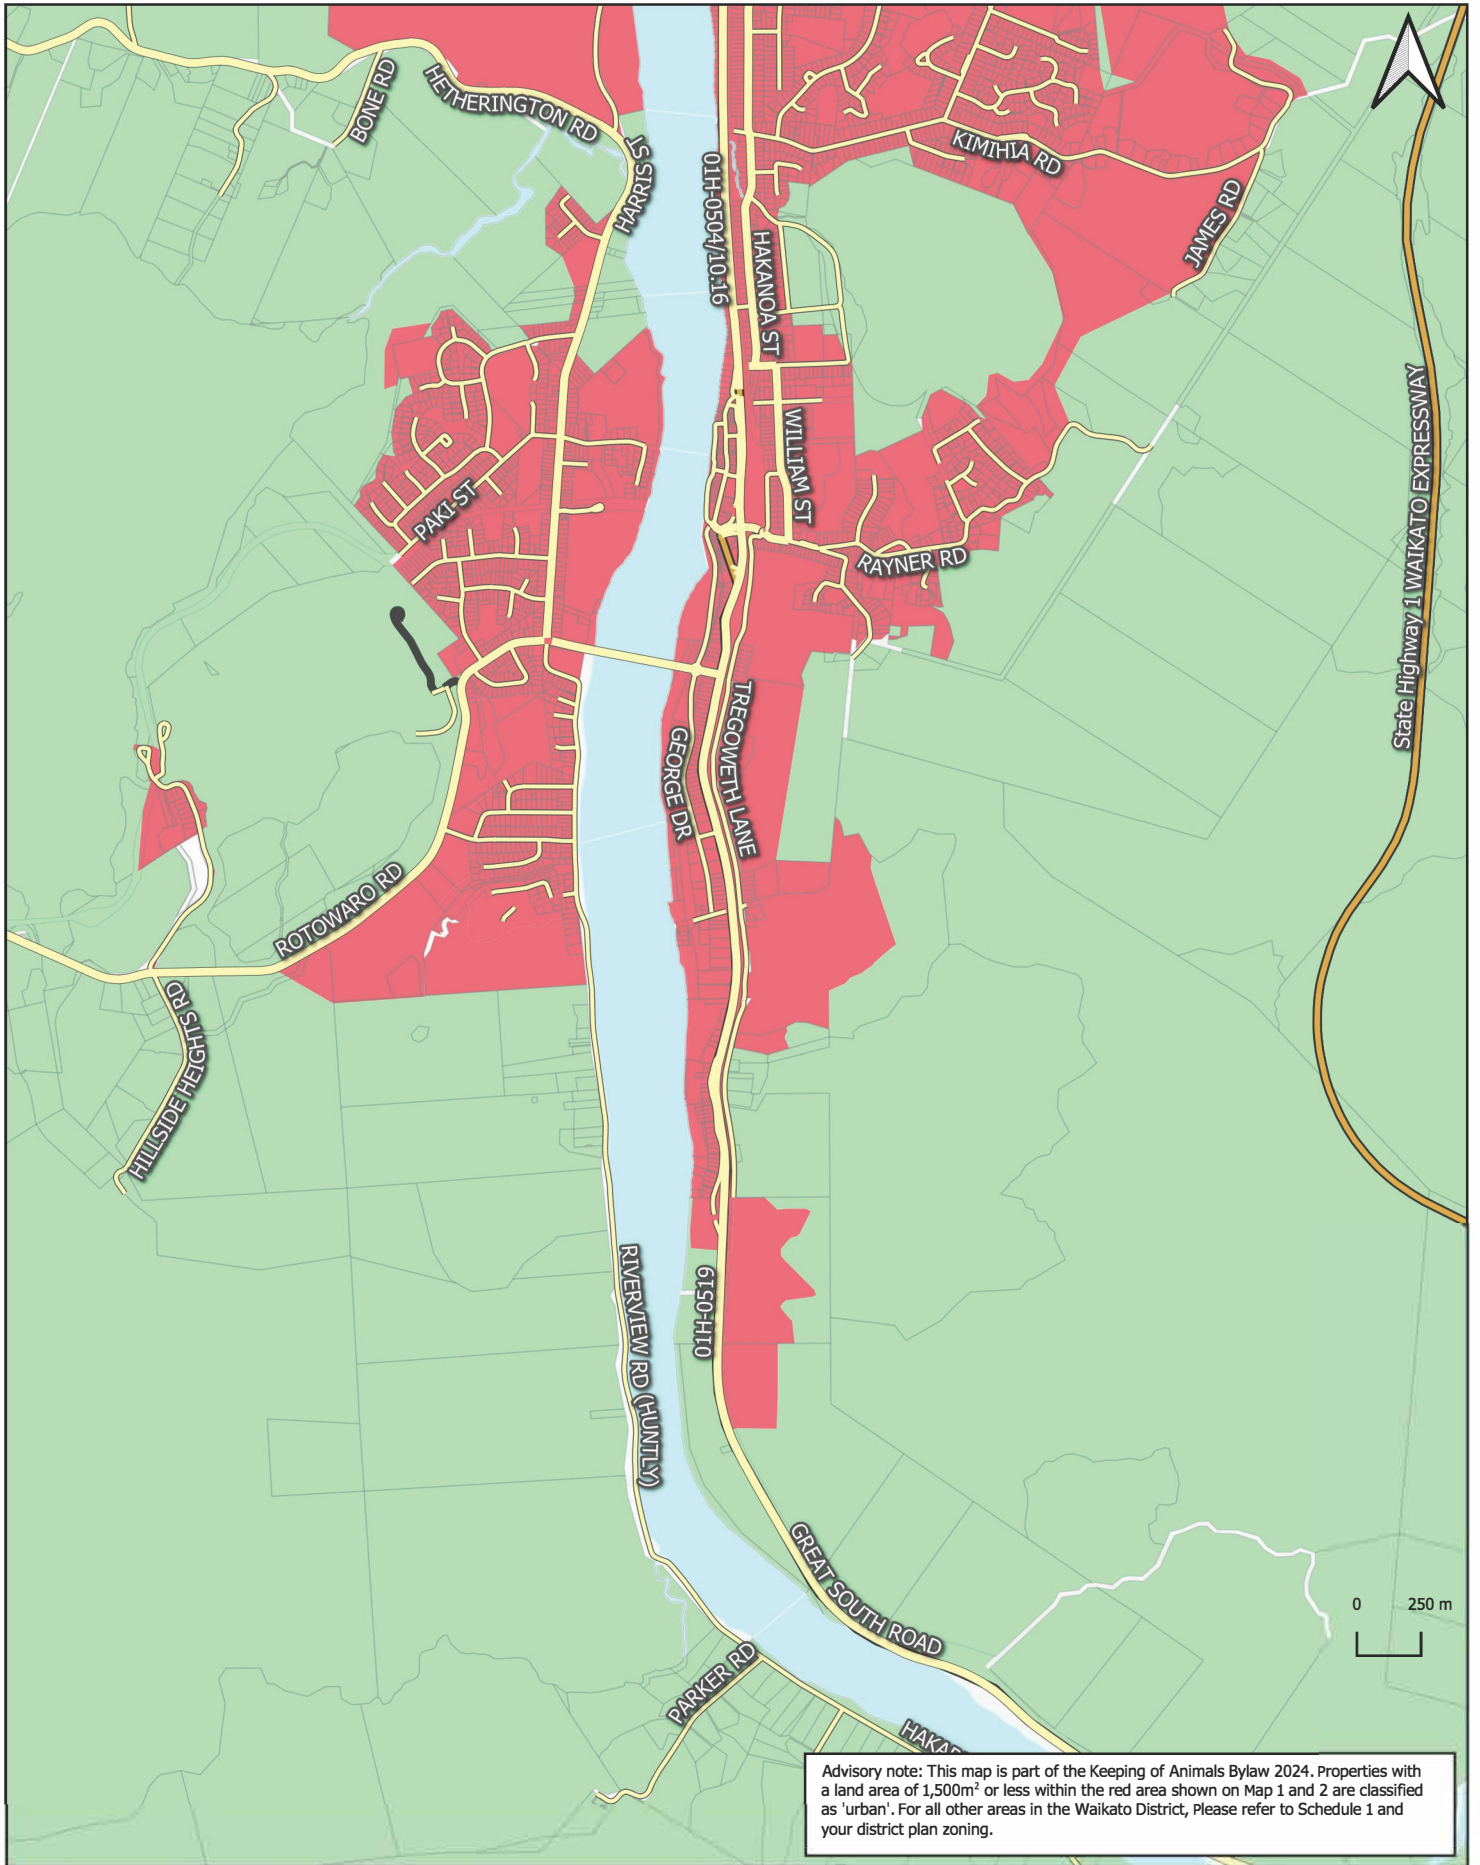 BONE RD
HETHERINGTON RD
HARRIS ST
01H-0504/10.16
KIMIHIA RD
JAMES RD
HAKANOA ST
State Highway 1 WAIKATO EXPRESSWAY
WILLIAM ST
PAKI ST
RAYNER RD
TREGOWETH LANE
GEORGE DR
ROTOWARO RD
HILLSIDE HEIGHTS RD
RIVERVIEW RD (HUNTLY)
01H-0519
GREAT SOUTH ROAD
0 250 m
PARKER RD
Advisory note: This map is part of the Keeping of Animals Bylaw 2024. Properties with
a land area of 1,500m² or less within the red area shown on Map 1 and 2 are classified
as 'urban'. For all other areas in the Waikato District, Please refer to Schedule 1 and
your district plan zoning.